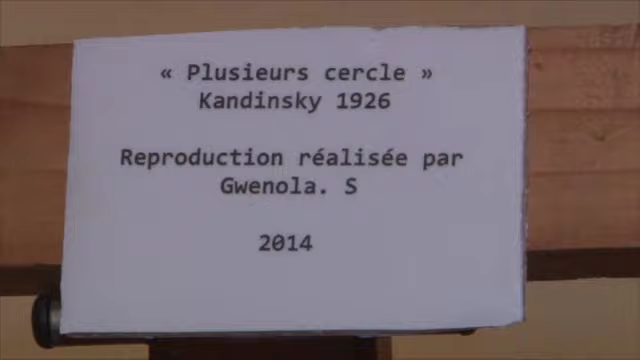 « Plusieurs cercle »
Kandinsky 1926
Reproduction réalisée par
Gwenola. S
2014